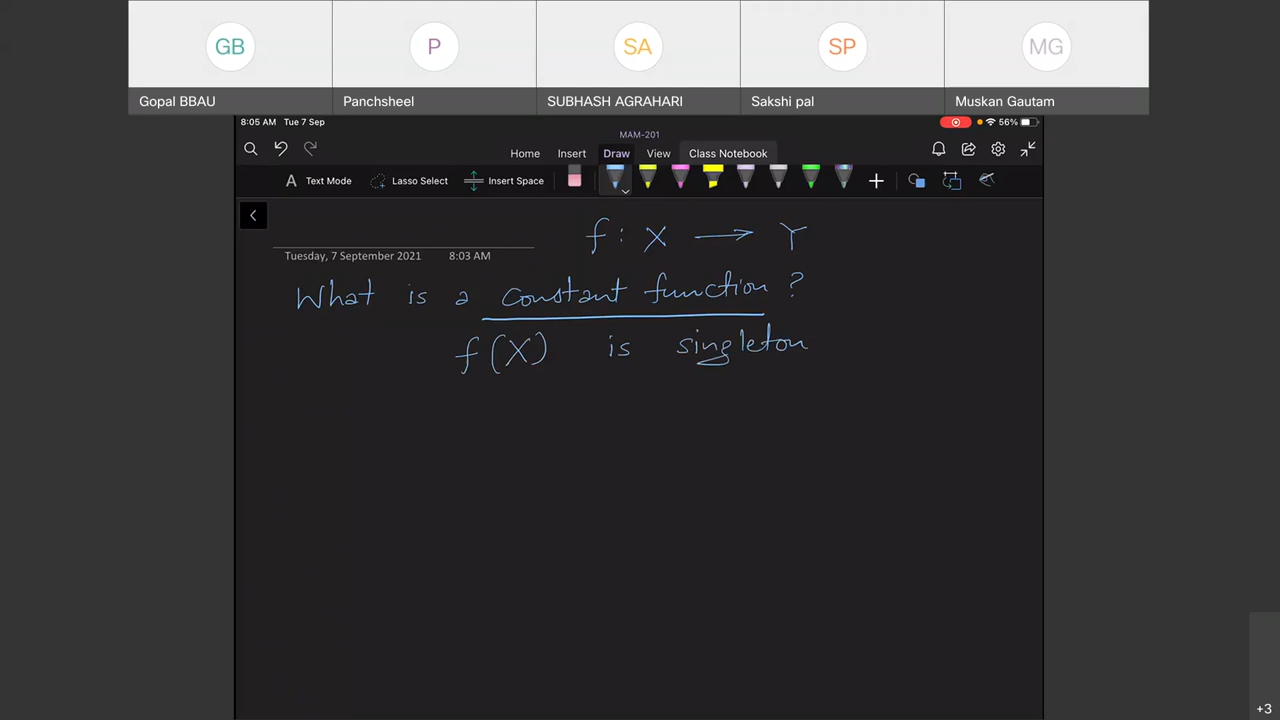 GB P SA SP MG
Gopal BBAU Panchsheel SUBHASH AGRAHARI Sakshi pal Muskan Gautam
8:05 AM Tue 7 Sep 56%
MAM-201
Home Insert Draw View Class Notebook
A Text Mode Lasso Select Insert Space
f : X → Y
Tuesday, 7 September 2021 8:03 AM
What is a constant function ?
f(X) is singleton
+3